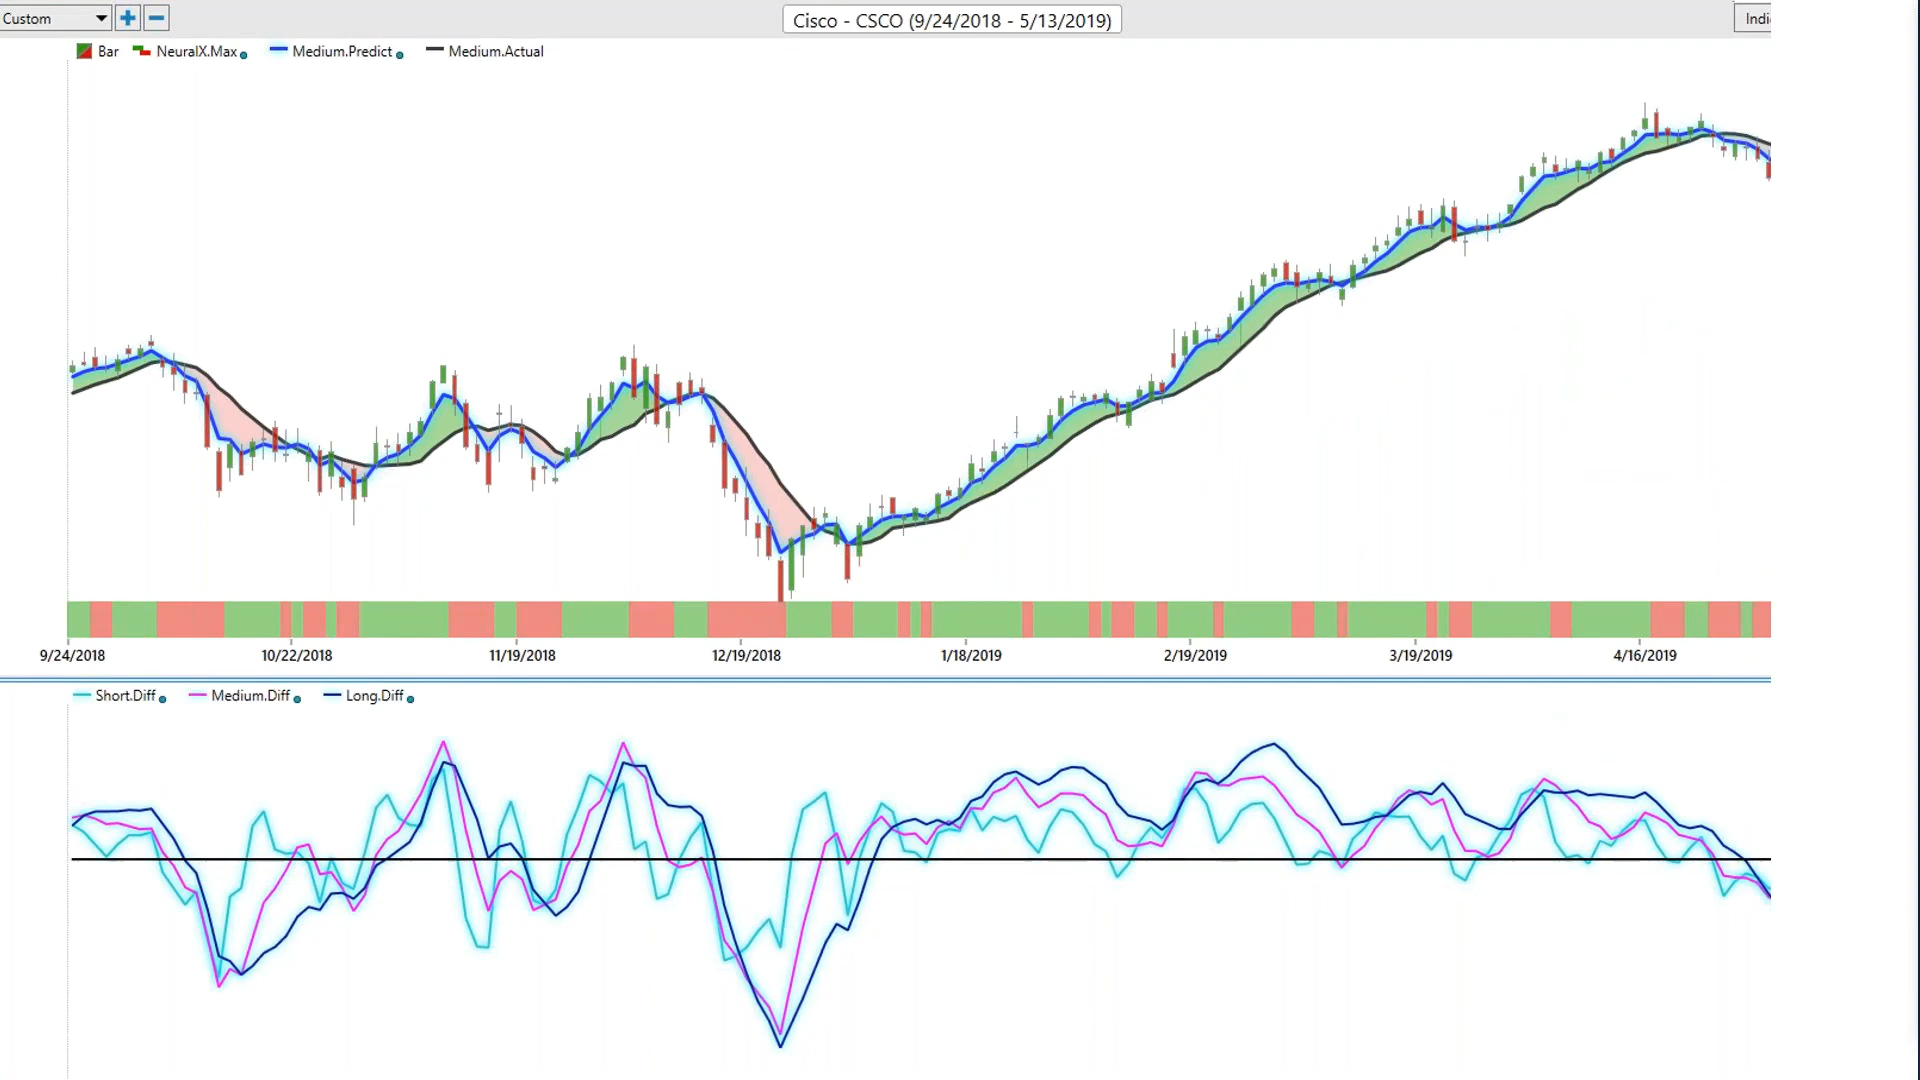 Custom
Cisco - CSCO (9/24/2018 - 5/13/2019)
Indi
Bar NeuralX.Max Medium.Predict Medium.Actual
9/24/2018 10/22/2018 11/19/2018 12/19/2018 1/18/2019 2/19/2019 3/19/2019 4/16/2019
Short.Diff Medium.Diff Long.Diff